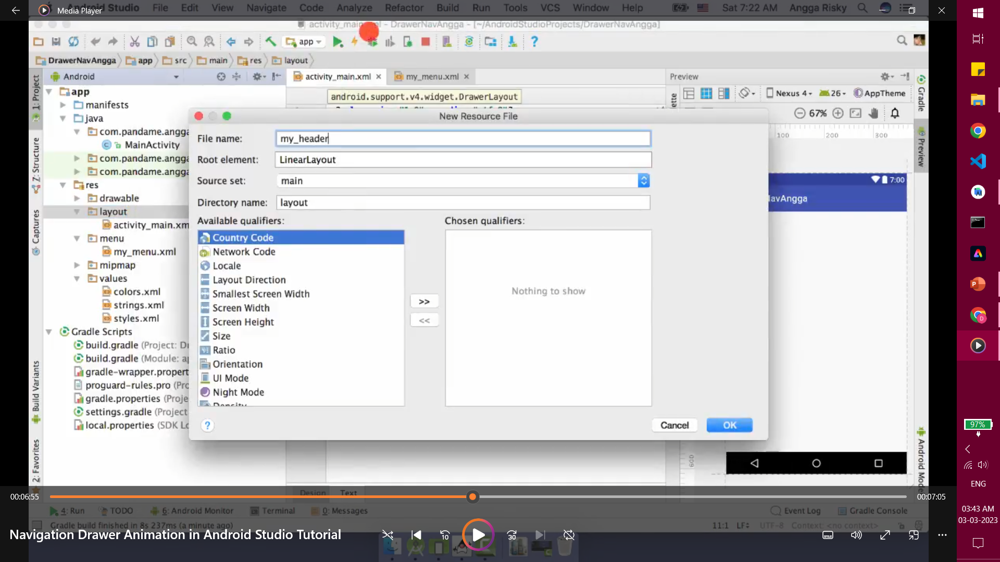 Media Player
Android Studio File Edit View Navigate Code Analyze Refactor Build Run Tools VCS Window Help
Sat 7:22 AM Angga Risky
DrawerNavAngga - [~/AndroidStudioProjects/DrawerNavAngga]
app
DrawerNavAngga app src main res layout
1: Project
Android
activity_main.xml
my_menu.xml
Preview
android.support.v4.widget.DrawerLayout
Nexus 4 26 AppTheme
67%
100 200 300
Gradle
Preview
app
manifests
java
com.pandame.angga
MainActivity
com.pandame.angga
com.pandame.angga
res
drawable
layout
activity_main.xm
menu
my_menu.xml
mipmap
values
colors.xml
strings.xml
styles.xml
Gradle Scripts
build.gradle (Project: D
build.gradle (Module: a
gradle-wrapper.propert
proguard-rules.pro (Pro
gradle.properties (Proje
settings.gradle (Project
local.properties (SDK Lo
Z: Structure
Captures
Build Variants
2: Favorites
New Resource File
File name: my_header
Root element: LinearLayout
Source set: main
Directory name: layout
Available qualifiers:
Chosen qualifiers:
Country Code
Network Code
Locale
Layout Direction
Smallest Screen Width
Screen Width
Screen Height
Size
Ratio
Orientation
UI Mode
Night Mode
Density
>>
<<
Nothing to show
?
Cancel
OK
7:00
NavAngga
600
Android Mode
Design Text
00:06:55
00:07:05
4: Run TODO 6: Android Monitor Terminal 0: Messages
Event Log Gradle Console
Gradle build finished in 8s 237ms (a minute ago)
11:1 LF÷ UTF-8 Context: <no context>
Navigation Drawer Animation in Android Studio Tutorial
10
30
97%
ENG
03:43 AM
03-03-2023